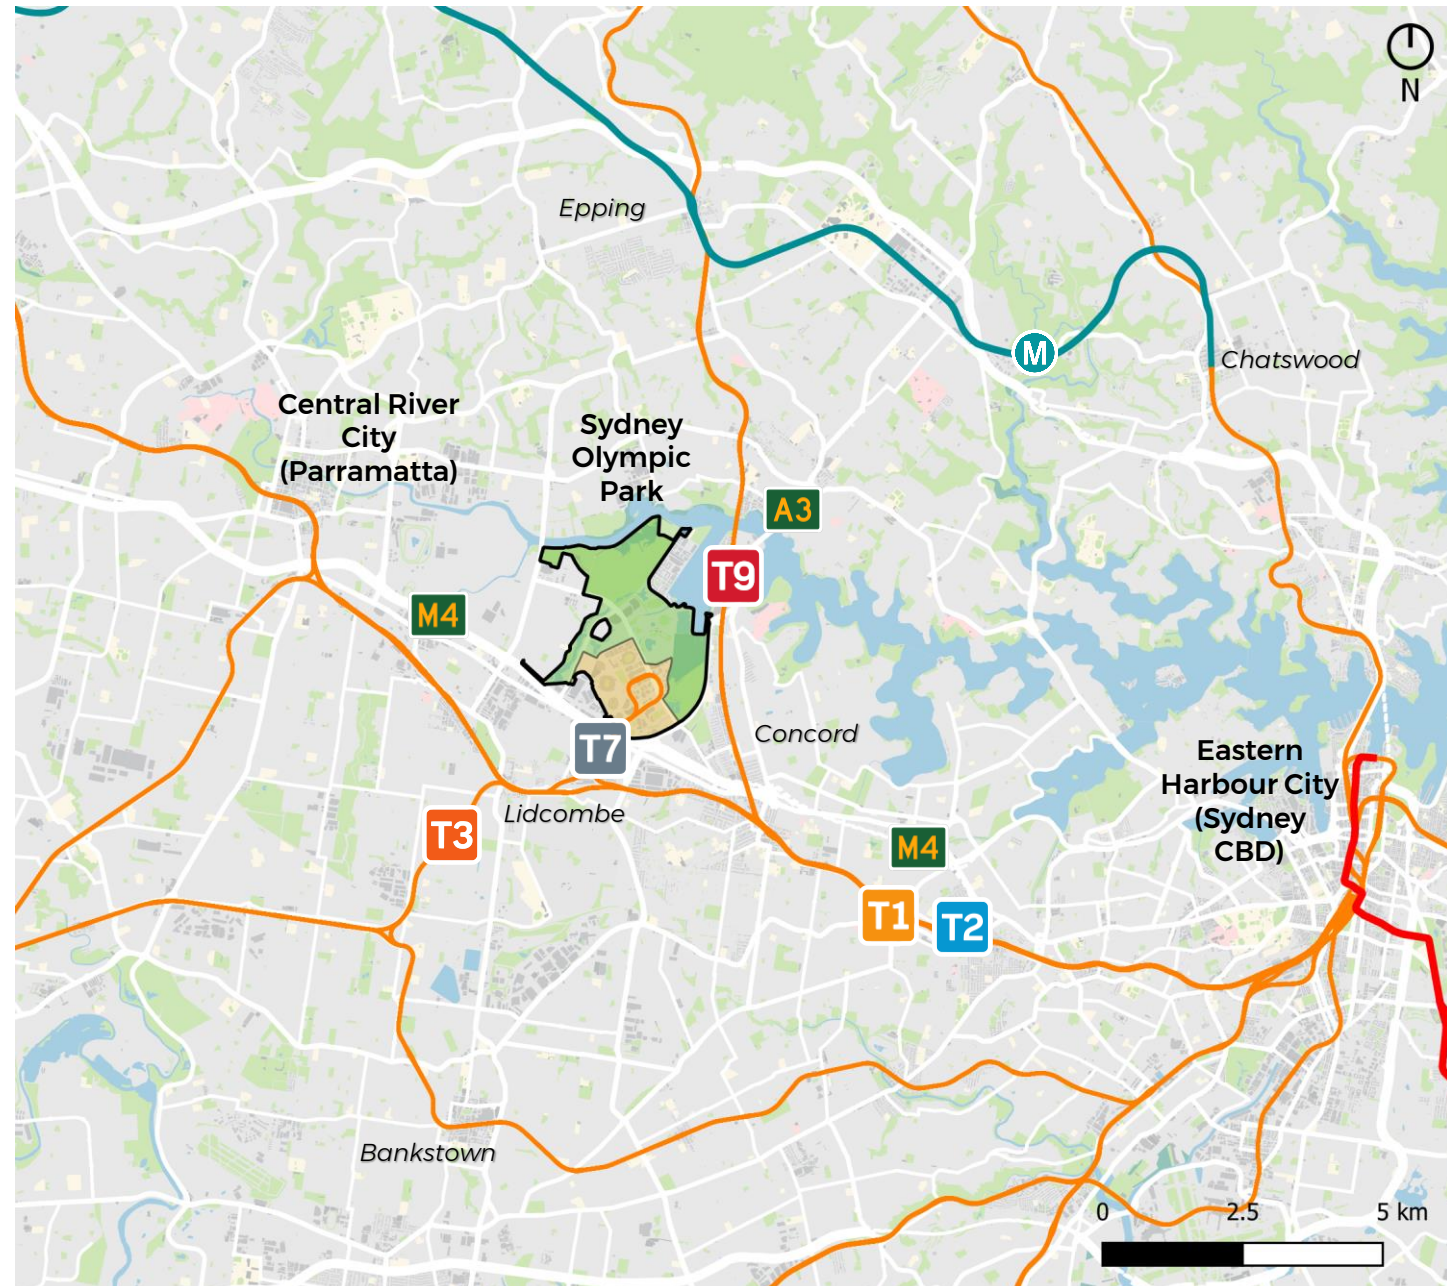 N
Epping
M
Chatswood
Central River
City
(Parramatta)
Sydney
Olympic
Park
A3
T9
M4
Concord
T7
Eastern
Harbour City
(Sydney
CBD)
Lidcombe
T3
M4
T1
T2
Bankstown
0 2.5 5 km